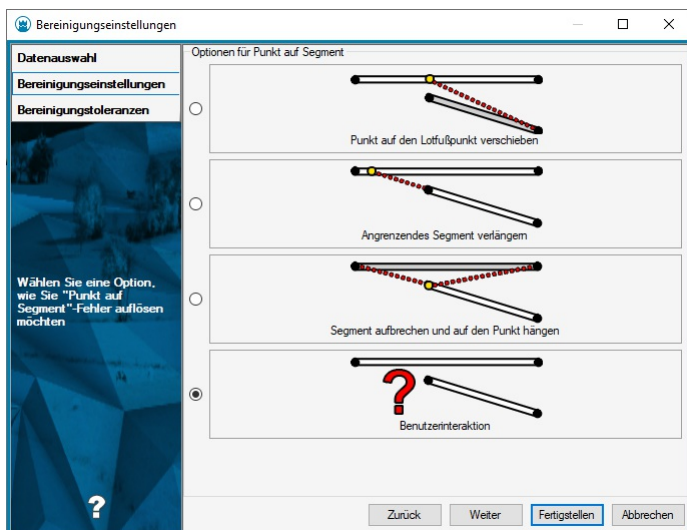 Bereinigungseinstellungen
Datenauswahl
Bereinigungseinstellungen
Bereinigungstoleranzen
Wählen Sie eine Option,
wie Sie "Punkt auf
Segment"-Fehler auflösen
möchten
?
Optionen für Punkt auf Segment
Punkt auf den Lotfußpunkt verschieben
Angrenzendes Segment verlängern
Segment aufbrechen und auf den Punkt hängen
?
Benutzerinteraktion
Zurück
Weiter
Fertigstellen
Abbrechen